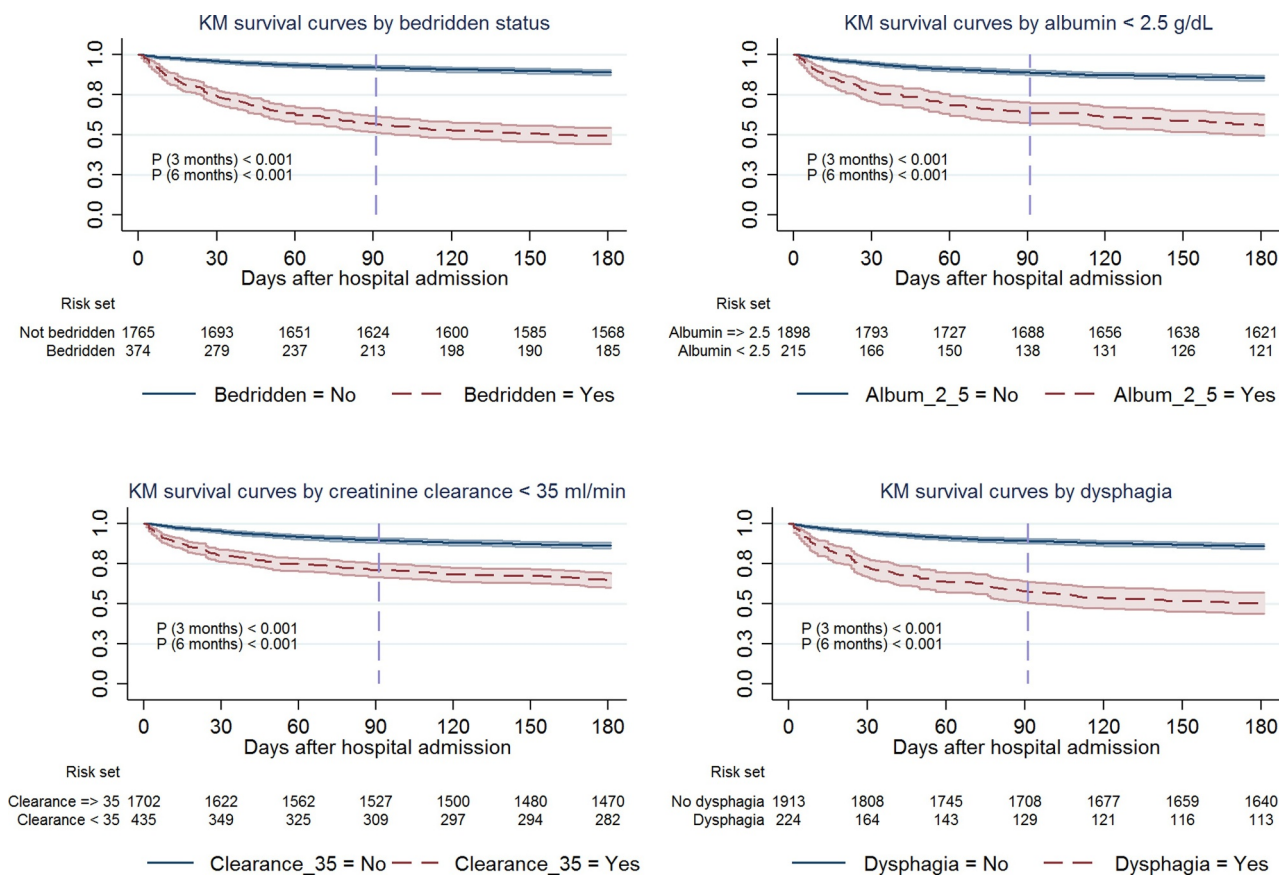 KM survival curves by bedridden status
1.0
0.8
0.5
0.3
0.0
P (3 months) < 0.001
P (6 months) < 0.001
0 30 60 90 120 150 180
Days after hospital admission
Risk set
Not bedridden 1765 1693 1651 1624 1600 1585 1568
Bedridden 374 279 237 213 198 190 185
Bedridden = No Bedridden = Yes
KM survival curves by albumin < 2.5 g/dL
1.0
0.8
0.5
0.3
0.0
P (3 months) < 0.001
P (6 months) < 0.001
0 30 60 90 120 150 180
Days after hospital admission
Risk set
Albumin => 2.5 1898 1793 1727 1688 1656 1638 1621
Albumin < 2.5 215 166 150 138 131 126 121
Album_2_5 = No Album_2_5 = Yes
KM survival curves by creatinine clearance < 35 ml/min
1.0
0.8
0.5
0.3
0.0
P (3 months) < 0.001
P (6 months) < 0.001
0 30 60 90 120 150 180
Days after hospital admission
Risk set
Clearance => 35 1702 1622 1562 1527 1500 1480 1470
Clearance < 35 435 349 325 309 297 294 282
Clearance_35 = No Clearance_35 = Yes
KM survival curves by dysphagia
1.0
0.8
0.5
0.3
0.0
P (3 months) < 0.001
P (6 months) < 0.001
0 30 60 90 120 150 180
Days after hospital admission
Risk set
No dysphagia 1913 1808 1745 1708 1677 1659 1640
Dysphagia 224 164 143 129 121 116 113
Dysphagia = No Dysphagia = Yes